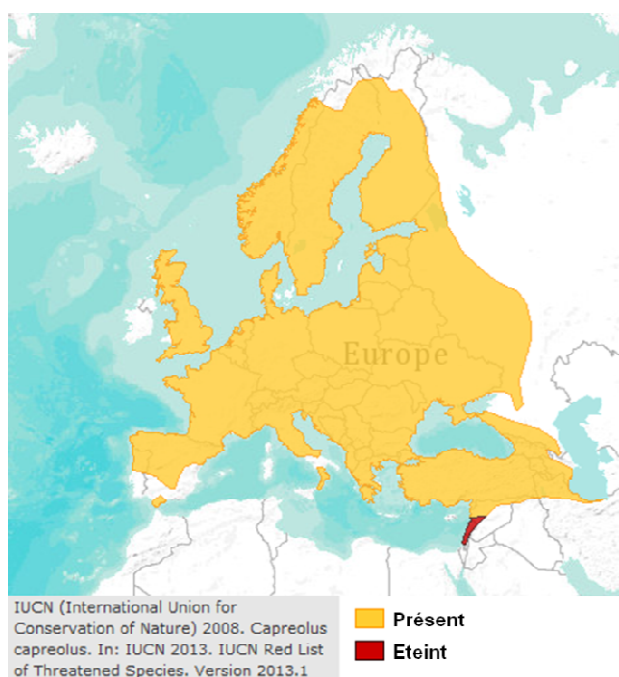 Europe
IUCN (International Union for
Conservation of Nature) 2008. Capreolus
capreolus. In: IUCN 2013. IUCN Red List
of Threatened Species. Version 2013.1
Présent
Eteint